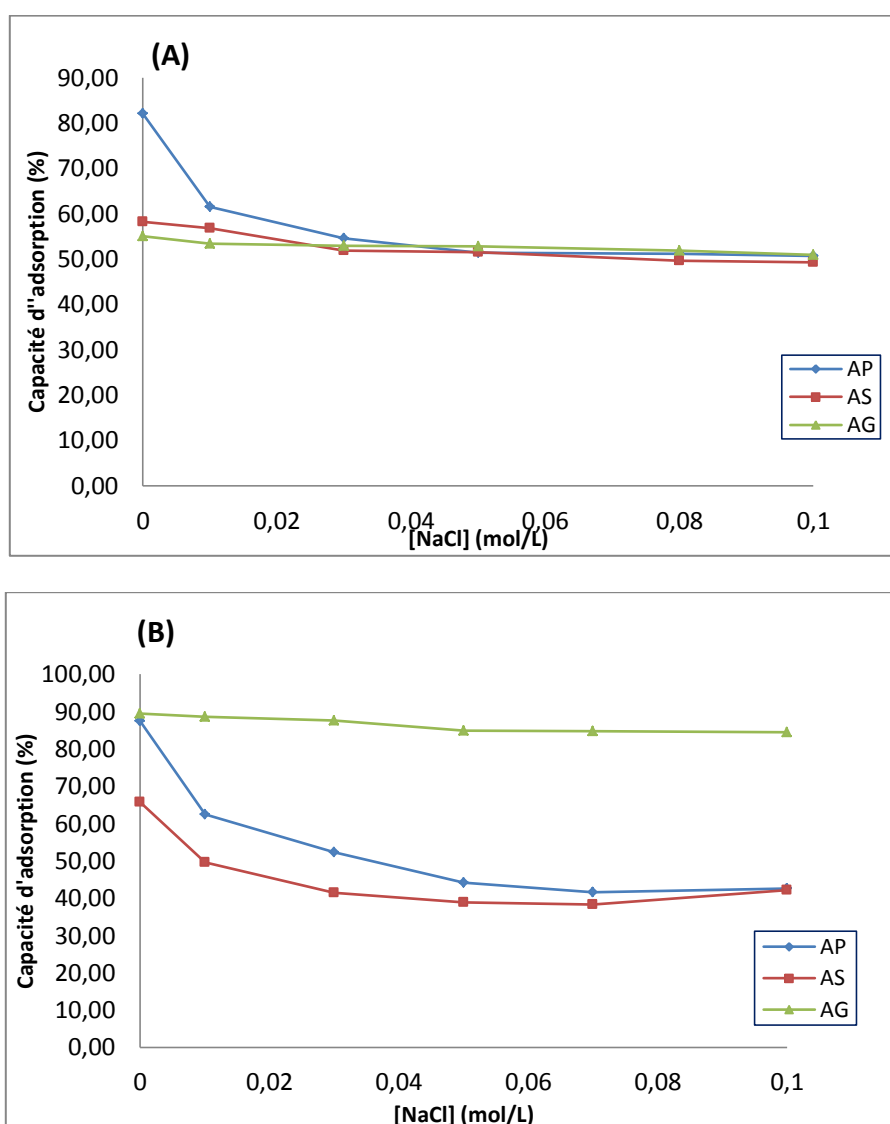 (A)
Capacité d''adsorption (%)
90,00
80,00
70,00
60,00
50,00
40,00
30,00
20,00
10,00
0,00
0 0,02 0,04 0,06 0,08 0,1
[NaCl] (mol/L)
AP
AS
AG
(B)
Capacité d'adsorption (%)
100,00
90,00
80,00
70,00
60,00
50,00
40,00
30,00
20,00
10,00
0,00
0 0,02 0,04 0,06 0,08 0,1
[NaCl] (mol/L)
AP
AS
AG